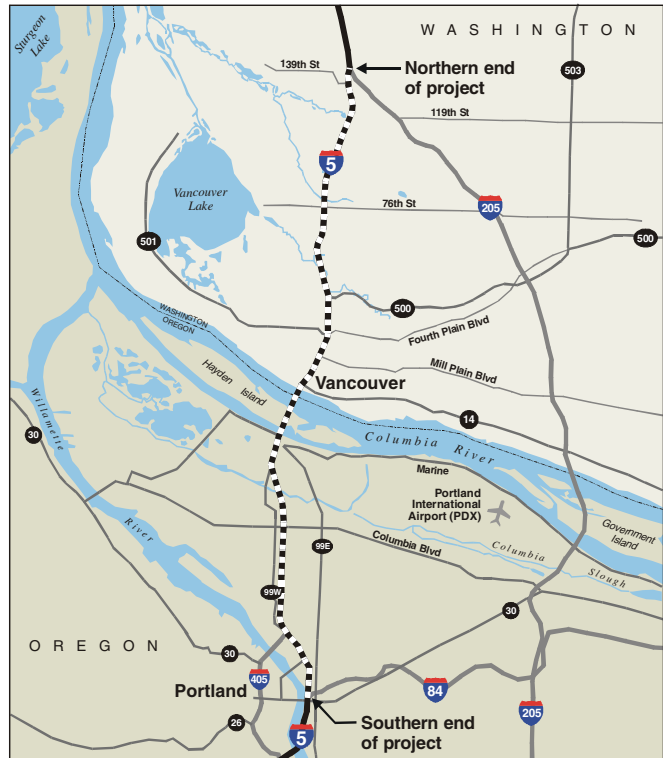 WASHINGTON
Sturgeon
Lake
139th St
Northern end
of project
503
119th St
5
Vancouver
Lake
76th St
205
501
500
WASHINGTON
OREGON
500
Fourth Plain Blvd
Hayden Island
Vancouver
Mill Plain Blvd
14
Willamette
River
30
Columbia River
Marine
Portland
International
Airport (PDX)
Government
Island
99E
Columbia Blvd
Columbia
Slough
99W
30
OREGON
30
405
Portland
84
205
26
5
Southern end
of project